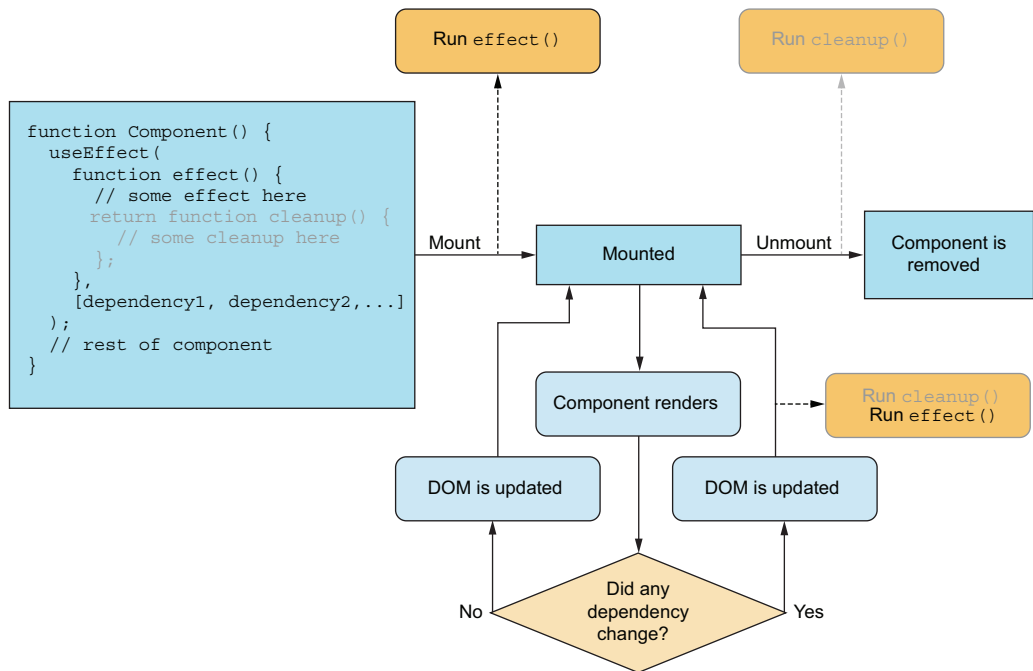 Run effect()
Run cleanup()
function Component() {
useEffect(
function effect() {
// some effect here
return function cleanup() {
// some cleanup here
};
},
[dependency1, dependency2,...]
);
// rest of component
}
Mount
Mounted
Unmount
Component is
removed
Component renders
Run cleanup()
Run effect()
DOM is updated
DOM is updated
Did any
dependency
change?
No
Yes